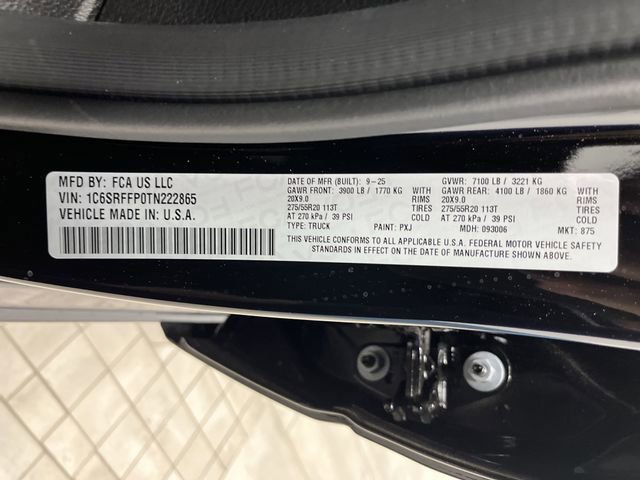 MFD BY: FCA US LLC
VIN: 1C6SRFFP0TN222865
VEHICLE MADE IN: U.S.A.
DATE OF MFR (BUILT): 9-25 GVWR: 7100 LB / 3221 KG
GAWR FRONT: 3900 LB / 1770 KG GAWR REAR: 4100 LB / 1860 KG
20X9.0 RIMS 20X9.0 RIMS
275/55R20 113T TIRES 275/55R20 113T TIRES
AT 270 kPa / 39 PSI COLD AT 270 kPa / 39 PSI COLD
TYPE: TRUCK PAINT: PXJ MDH: 093006 MKT: 875
THIS VEHICLE CONFORMS TO ALL APPLICABLE U.S.A. FEDERAL MOTOR VEHICLE SAFETY
STANDARDS IN EFFECT ON THE DATE OF MANUFACTURE SHOWN ABOVE.